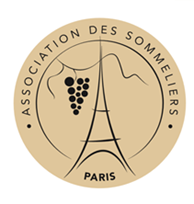 • ASSOCIATION DES SOMMELIERS •
PARIS